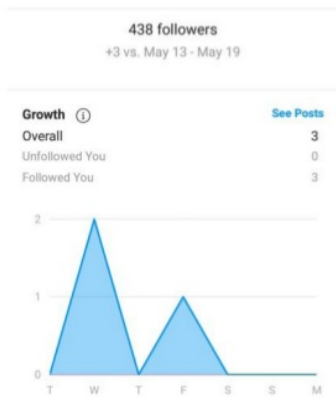 438 followers
+3 vs. May 13 - May 19
Growth ⓘ See Posts
Overall 3
Unfollowed You 0
Followed You 3
2
1
0
T W T F S S M